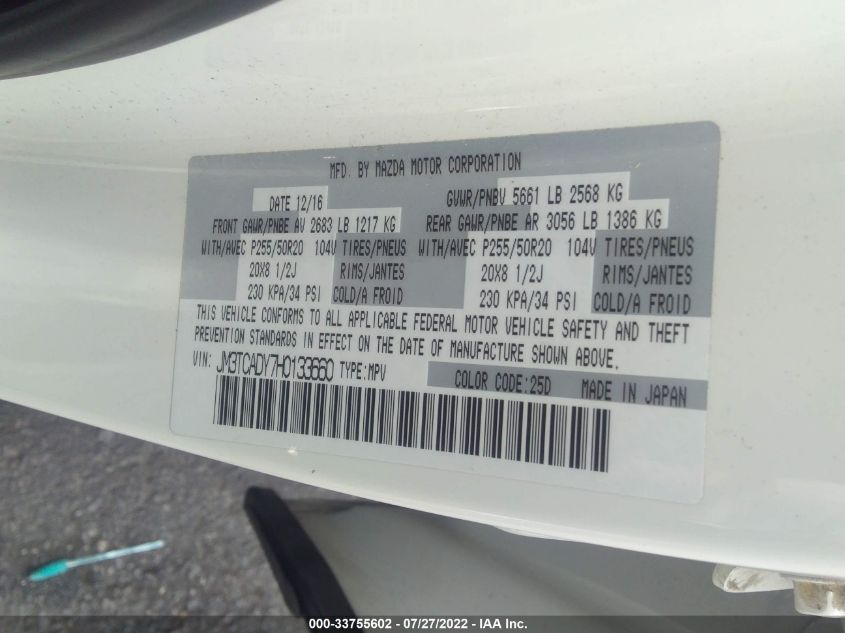 MFD. BY MAZDA MOTOR CORPORATION
DATE 12/16 GVWR/PNBV 5661 LB 2568 KG
FRONT GAWR/PNBE AV 2683 LB 1217 KG REAR GAWR/PNBE AR 3056 LB 1386 KG
WITH/AVEC P255/50R20 104V TIRES/PNEUS WITH/AVEC P255/50R20 104V TIRES/PNEUS
20X8 1/2J RIMS/JANTES 20X8 1/2J RIMS/JANTES
230 KPA/34 PSI COLD/A FROID 230 KPA/34 PSI COLD/A FROID
THIS VEHICLE CONFORMS TO ALL APPLICABLE FEDERAL MOTOR VEHICLE SAFETY AND THEFT
PREVENTION STANDARDS IN EFFECT ON THE DATE OF MANUFACTURE SHOWN ABOVE.
VIN: JM3TCADY7H0133660 TYPE:MPV COLOR CODE:25D MADE IN JAPAN
000-33755602 - 07/27/2022 - IAA Inc.